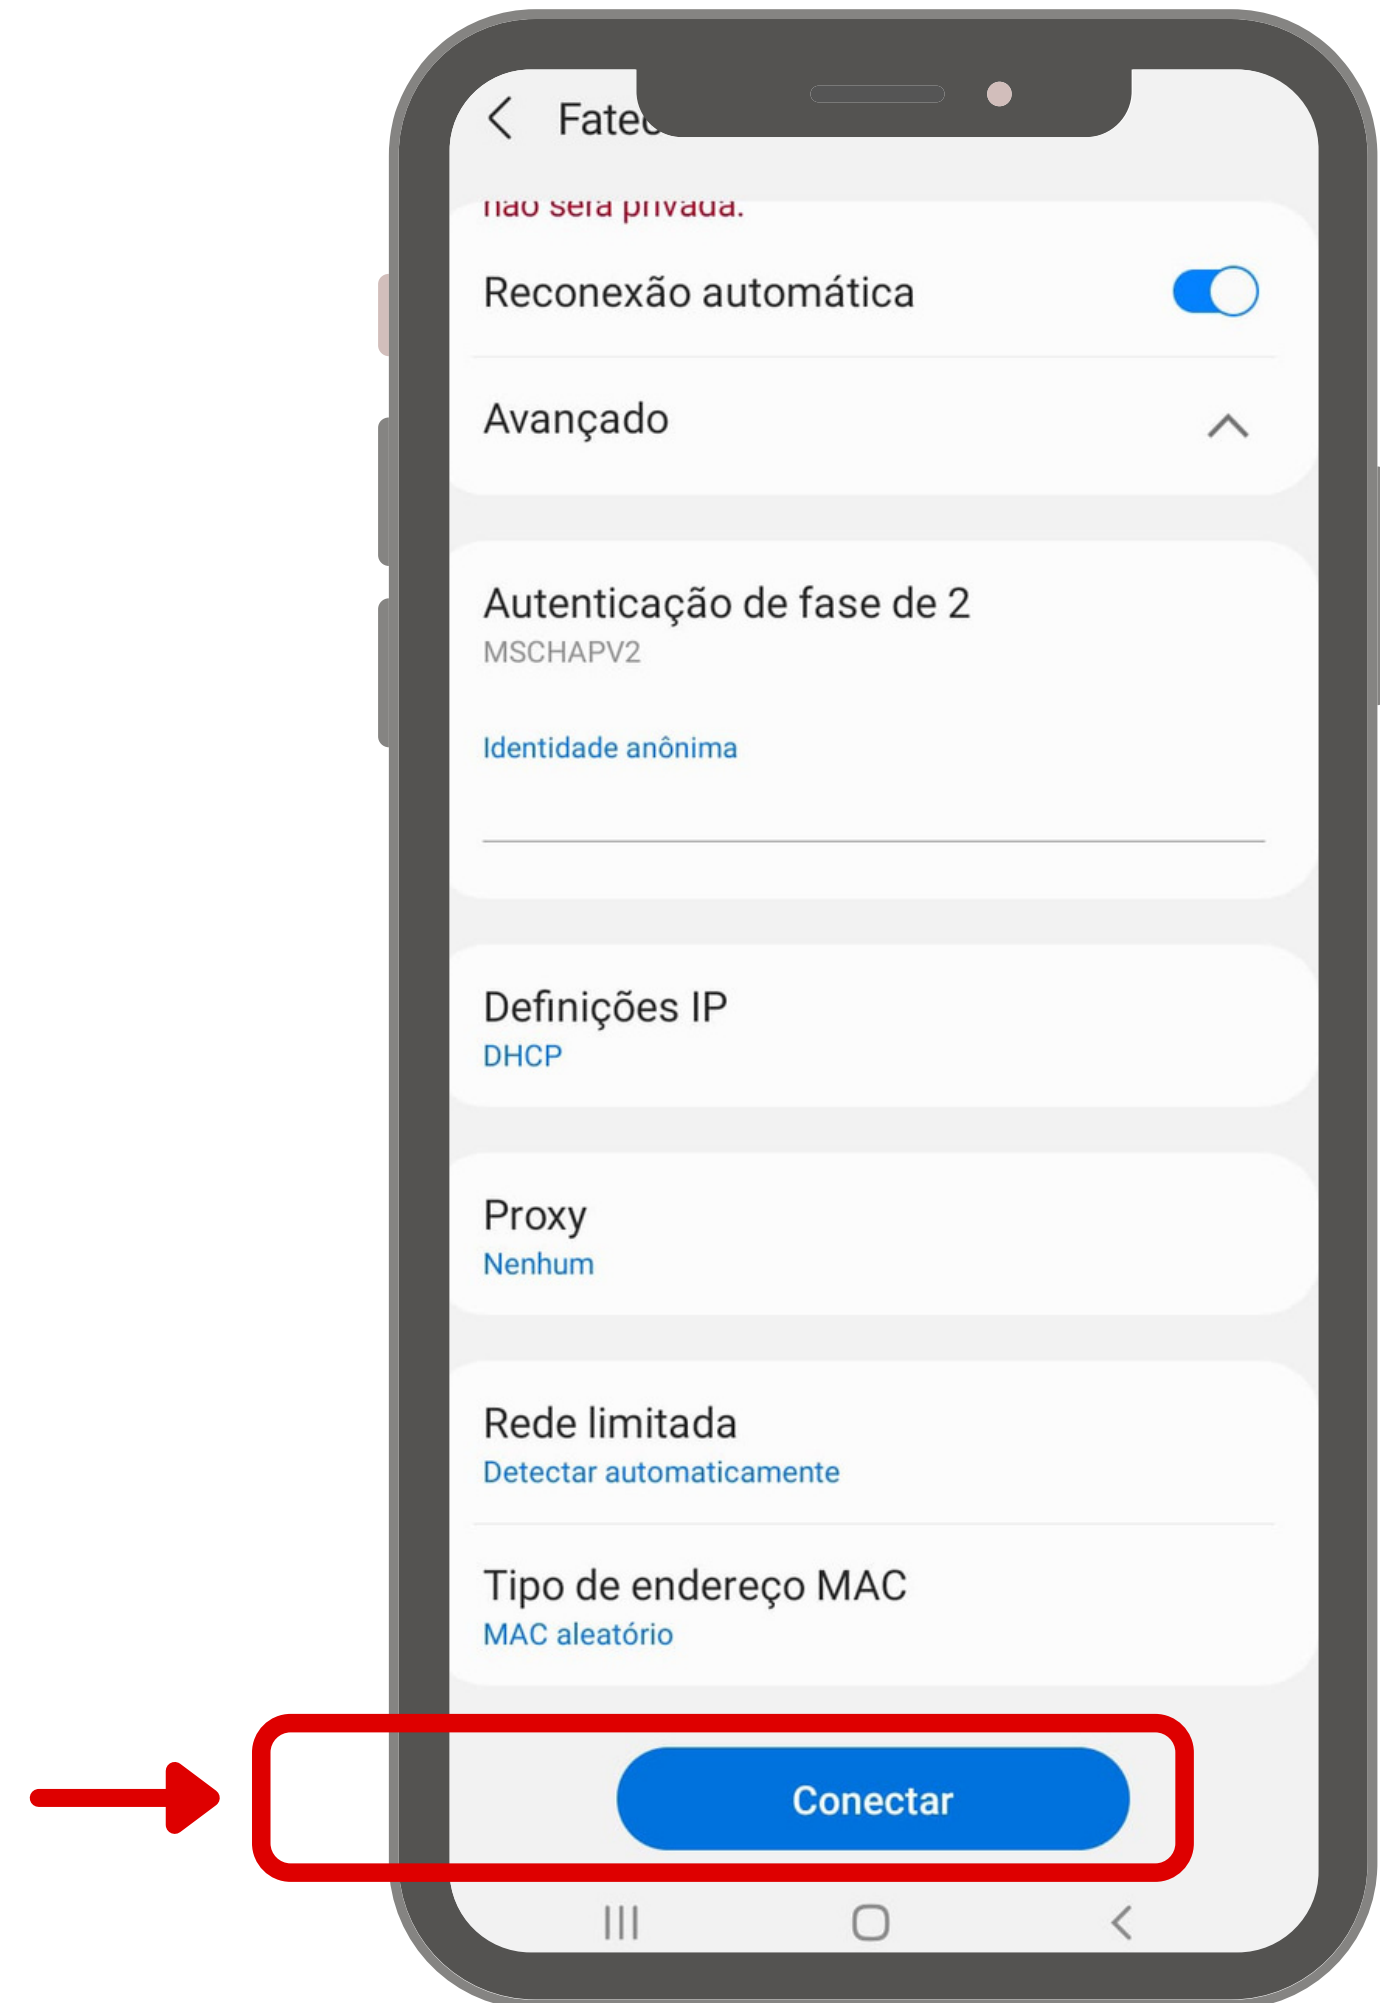 Fatec
não será privada.
Reconexão automática
Avançado
Autenticação de fase de 2
MSCHAPV2
Identidade anônima
Definições IP
DHCP
Proxy
Nenhum
Rede limitada
Detectar automaticamente
Tipo de endereço MAC
MAC aleatório
Conectar